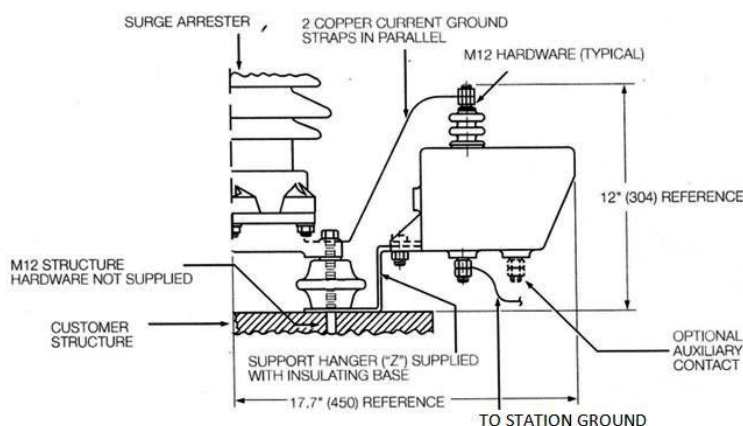 SURGE ARRESTER
2 COPPER CURRENT GROUND
STRAPS IN PARALLEL
M12 HARDWARE (TYPICAL)
12" (304) REFERENCE
M12 STRUCTURE
HARDWARE NOT SUPPLIED
CUSTOMER
STRUCTURE
SUPPORT HANGER ("Z") SUPPLIED
WITH INSULATING BASE
OPTIONAL
AUXILIARY
CONTACT
17.7" (450) REFERENCE
TO STATION GROUND